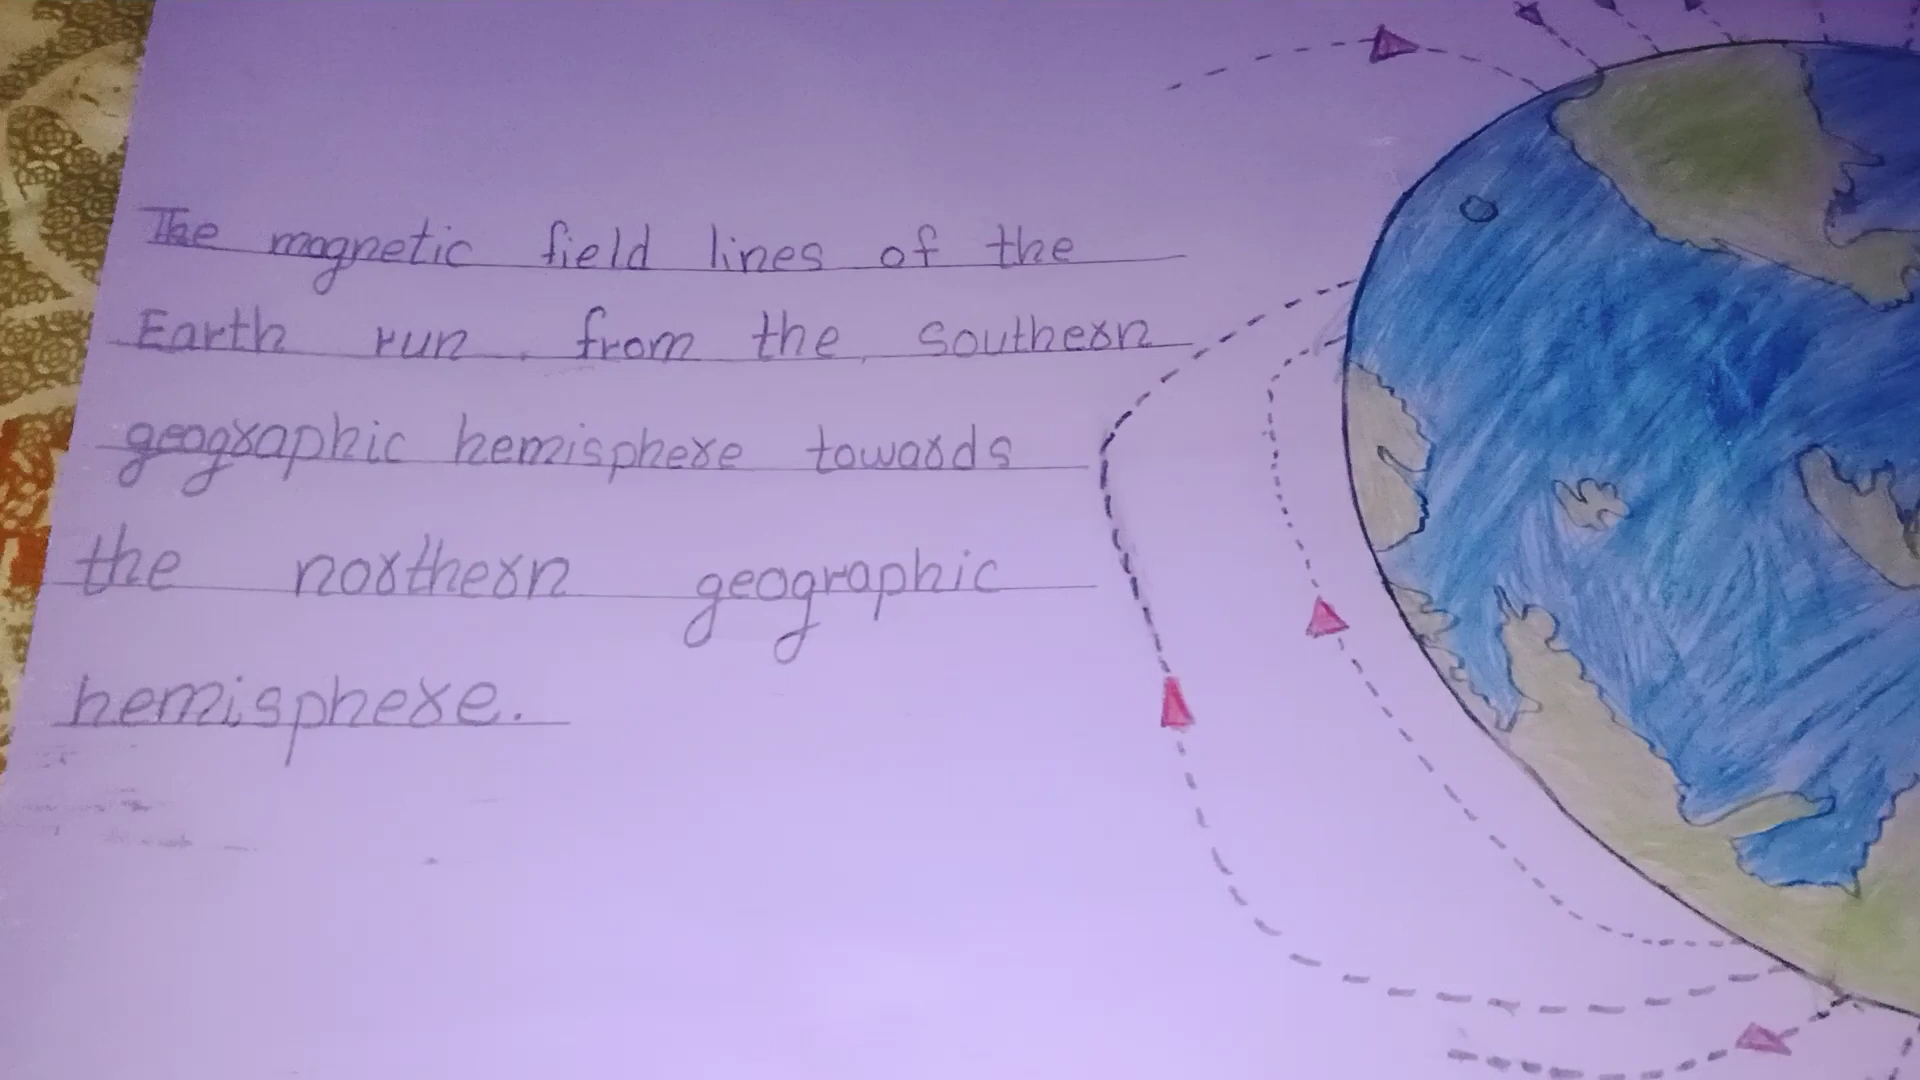 The magnetic field lines of the
Earth run from the southern
geographic hemisphere towards
the northern geographic
hemisphere.